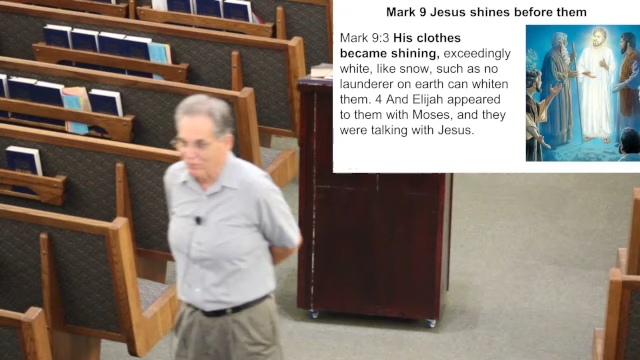 Mark 9 Jesus shines before them
Mark 9:3 His clothes
became shining, exceedingly
white, like snow, such as no
launderer on earth can whiten
them. 4 And Elijah appeared
to them with Moses, and they
were talking with Jesus.